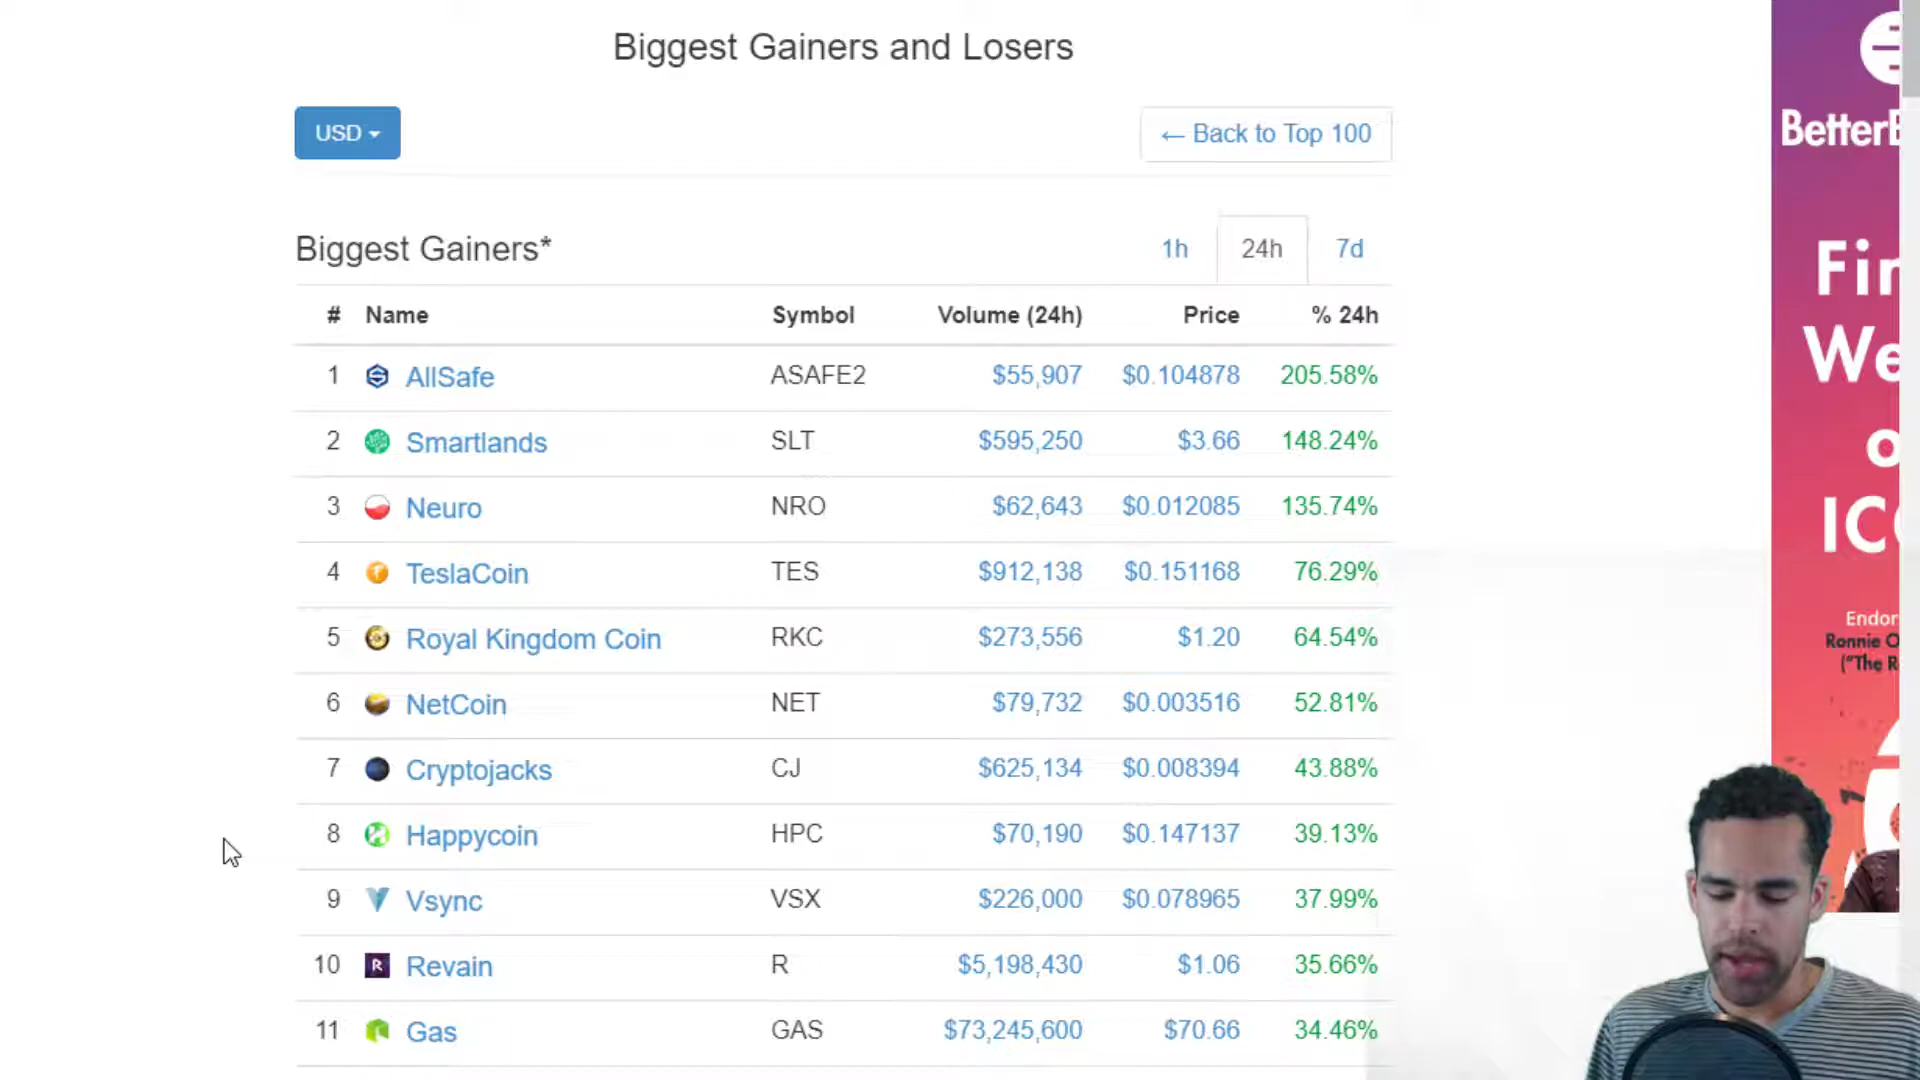 Biggest Gainers and Losers
USD
← Back to Top 100
Biggest Gainers*
1h 24h 7d
# Name Symbol Volume (24h) Price % 24h
1 AllSafe ASAFE2 $55,907 $0.104878 205.58%
2 Smartlands SLT $595,250 $3.66 148.24%
3 Neuro NRO $62,643 $0.012085 135.74%
4 TeslaCoin TES $912,138 $0.151168 76.29%
5 Royal Kingdom Coin RKC $273,556 $1.20 64.54%
6 NetCoin NET $79,732 $0.003516 52.81%
7 Cryptojacks CJ $625,134 $0.008394 43.88%
8 Happycoin HPC $70,190 $0.147137 39.13%
9 Vsync VSX $226,000 $0.078965 37.99%
10 R Revain R $5,198,430 $1.06 35.66%
11 Gas GAS $73,245,600 $70.66 34.46%
Better
We
Ronnie
("The